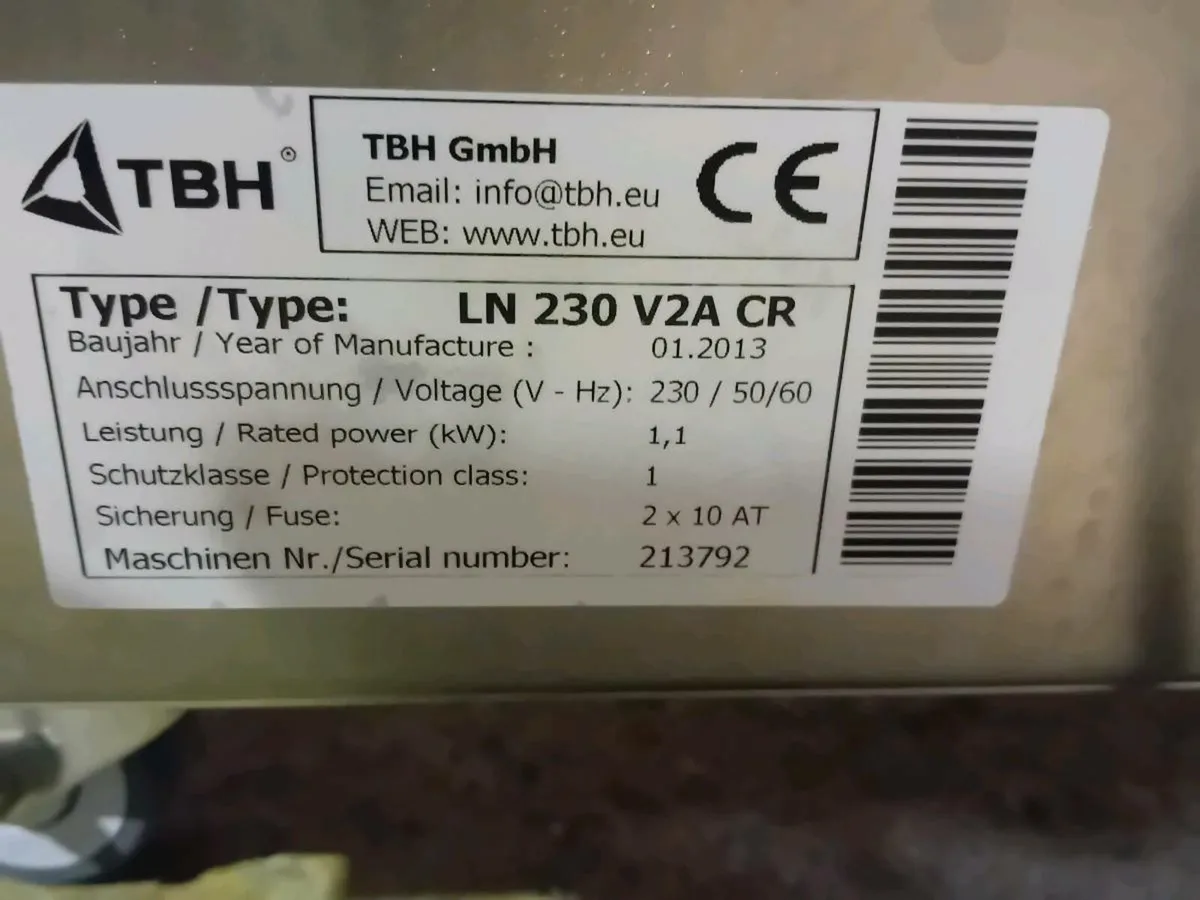 TBH®
TBH GmbH
Email: info@tbh.eu
WEB: www.tbh.eu
CE
Type /Type: LN 230 V2A CR
Baujahr / Year of Manufacture : 01.2013
Anschlussspannung / Voltage (V - Hz): 230 / 50/60
Leistung / Rated power (kW): 1,1
Schutzklasse / Protection class: 1
Sicherung / Fuse: 2 x 10 AT
Maschinen Nr./Serial number: 213792